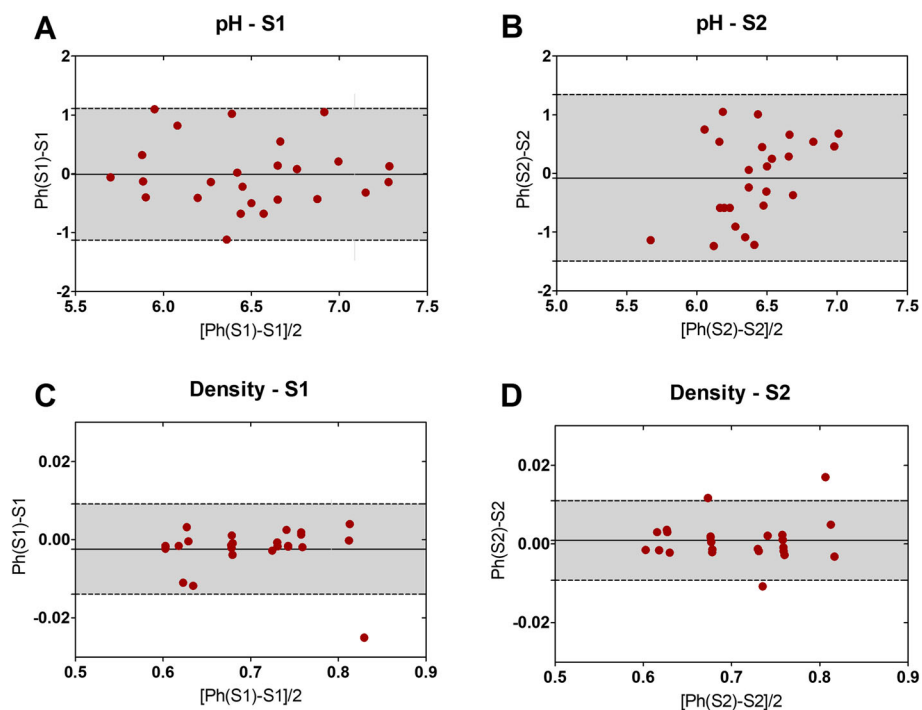 A
pH - S1
Ph(S1)-S1
2
1
0
-1
-2
5.5 6.0 6.5 7.0 7.5
[Ph(S1)-S1]/2
B
pH - S2
Ph(S2)-S2
2
1
0
-1
-2
5.0 5.5 6.0 6.5 7.0 7.5
[Ph(S2)-S2]/2
C
Density - S1
Ph(S1)-S1
0.02
0.00
-0.02
0.5 0.6 0.7 0.8 0.9
[Ph(S1)-S1]/2
D
Density - S2
Ph(S2)-S2
0.02
0.00
-0.02
0.5 0.6 0.7 0.8 0.9
[Ph(S2)-S2]/2